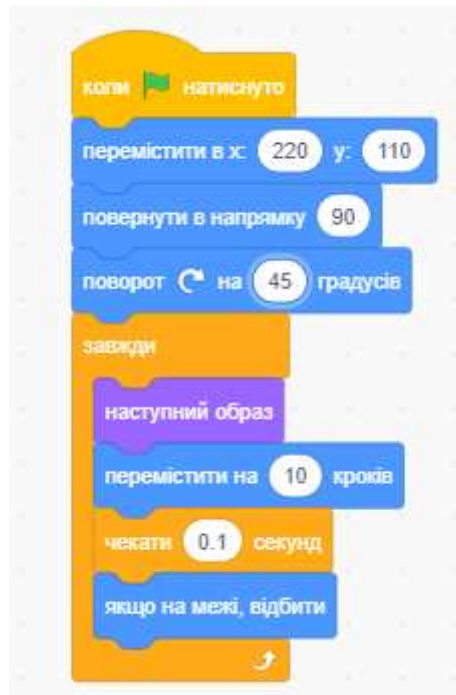 коли натиснуто
перемістити в x: 220 y: 110
повернути в напрямку 90
поворот на 45 градусів
завжди
наступний образ
перемістити на 10 кроків
чекати 0.1 секунд
якщо на межі, відбити